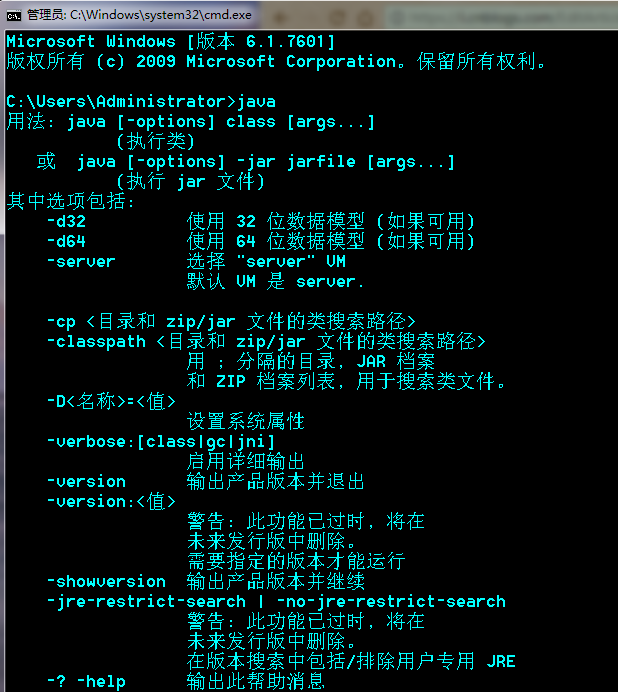 管理员: C:\Windows\system32\cmd.exe
Microsoft Windows [版本 6.1.7601]
版权所有 (c) 2009 Microsoft Corporation。保留所有权利。
C:\Users\Administrator>java
用法: java [-options] class [args...]
(执行类)
或 java [-options] -jar jarfile [args...]
(执行 jar 文件)
其中选项包括:
-d32 使用 32 位数据模型 (如果可用)
-d64 使用 64 位数据模型 (如果可用)
-server 选择 "server" VM
默认 VM 是 server.
-cp <目录和 zip/jar 文件的类搜索路径>
-classpath <目录和 zip/jar 文件的类搜索路径>
用 ; 分隔的目录, JAR 档案
和 ZIP 档案列表, 用于搜索类文件。
-D<名称>=<值>
设置系统属性
-verbose:[class|gc|jni]
启用详细输出
-version 输出产品版本并退出
-version:<值>
警告: 此功能已过时, 将在
未来发行版中删除。
需要指定的版本才能运行
-showversion 输出产品版本并继续
-jre-restrict-search | -no-jre-restrict-search
警告: 此功能已过时, 将在
未来发行版中删除。
在版本搜索中包括/排除用户专用 JRE
-? -help 输出此帮助消息